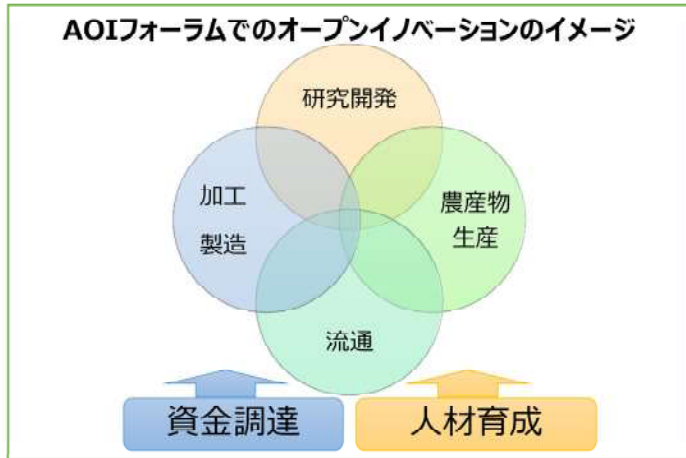 AOIフォーラムでのオープンイノベーションのイメージ
研究開発
加工
製造
農産物
生産
流通
資金調達
人材育成